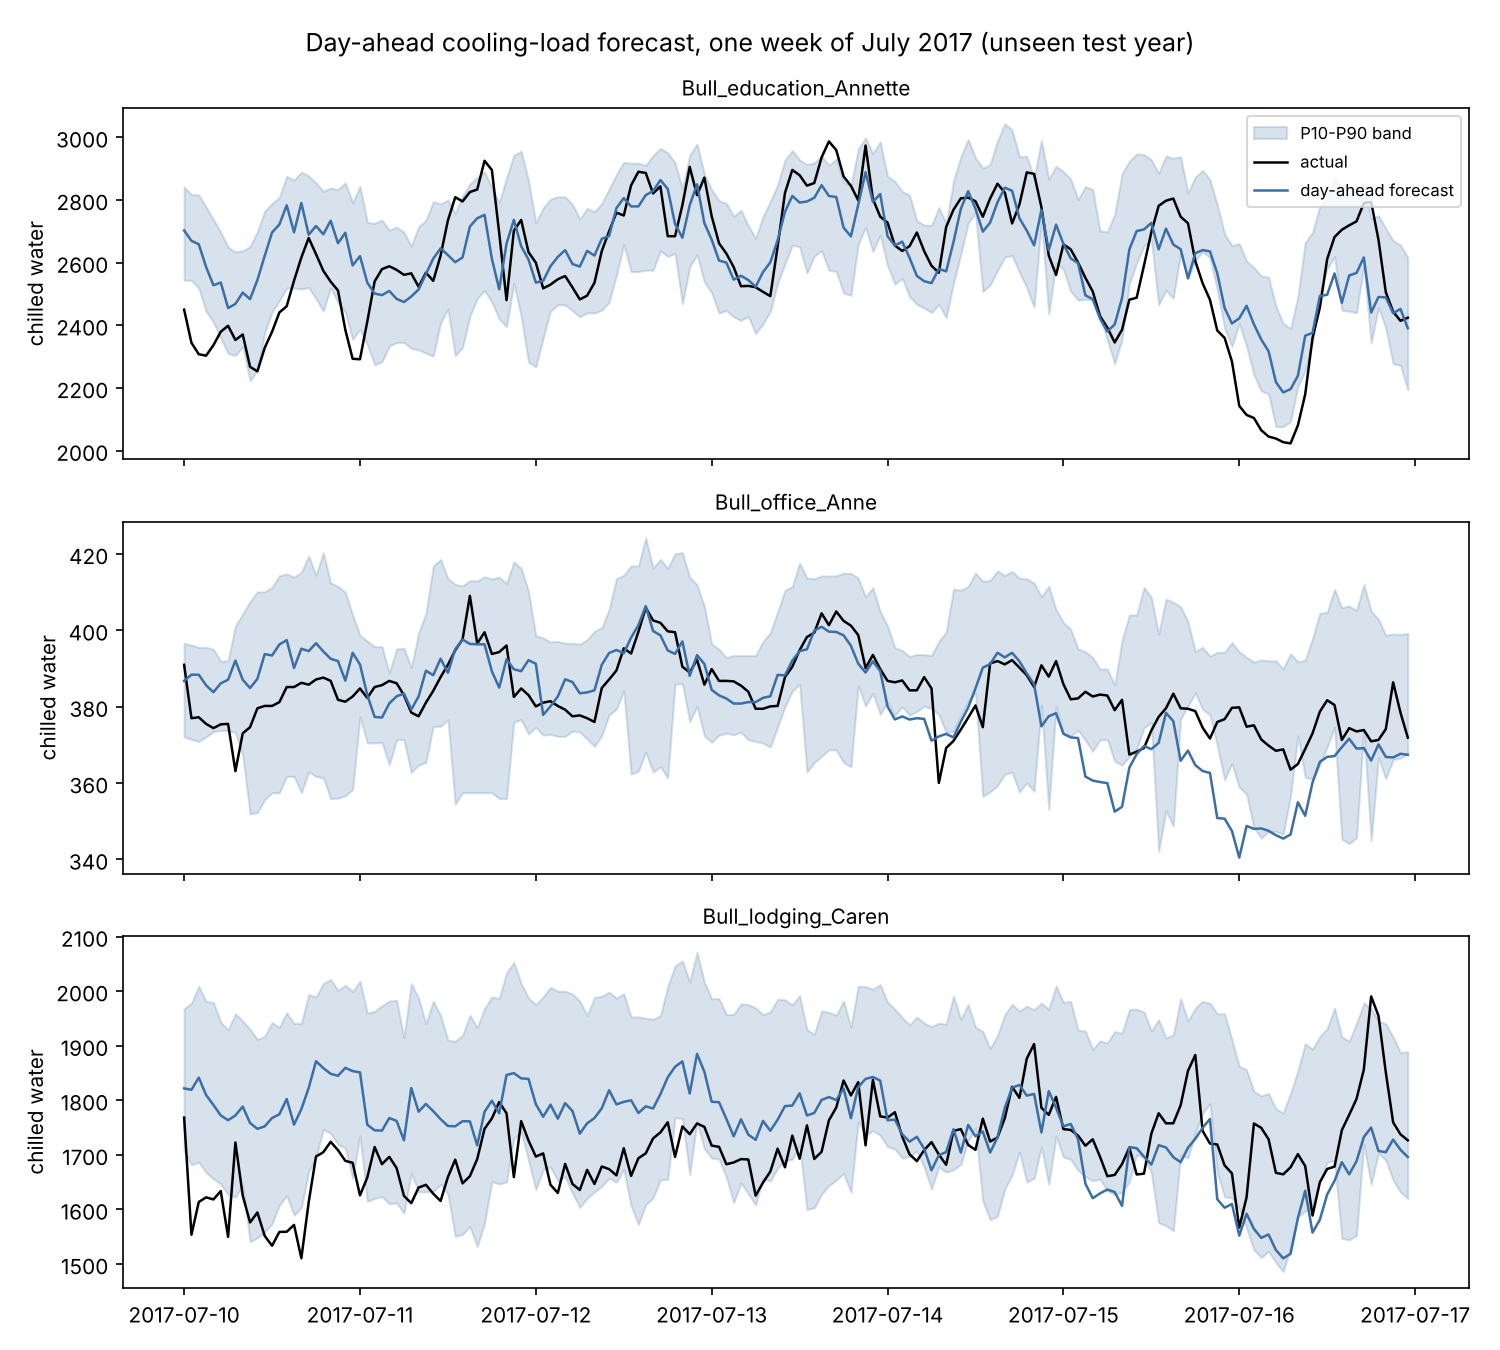 Day-ahead cooling-load forecast, one week of July 2017 (unseen test year)
Bull_education_Annette
chilled water
3000
2800
2600
2400
2200
2000
P10-P90 band
actual
day-ahead forecast
Bull_office_Anne
chilled water
420
400
380
360
340
Bull_lodging_Caren
chilled water
2100
2000
1900
1800
1700
1600
1500
2017-07-10 2017-07-11 2017-07-12 2017-07-13 2017-07-14 2017-07-15 2017-07-16 2017-07-17